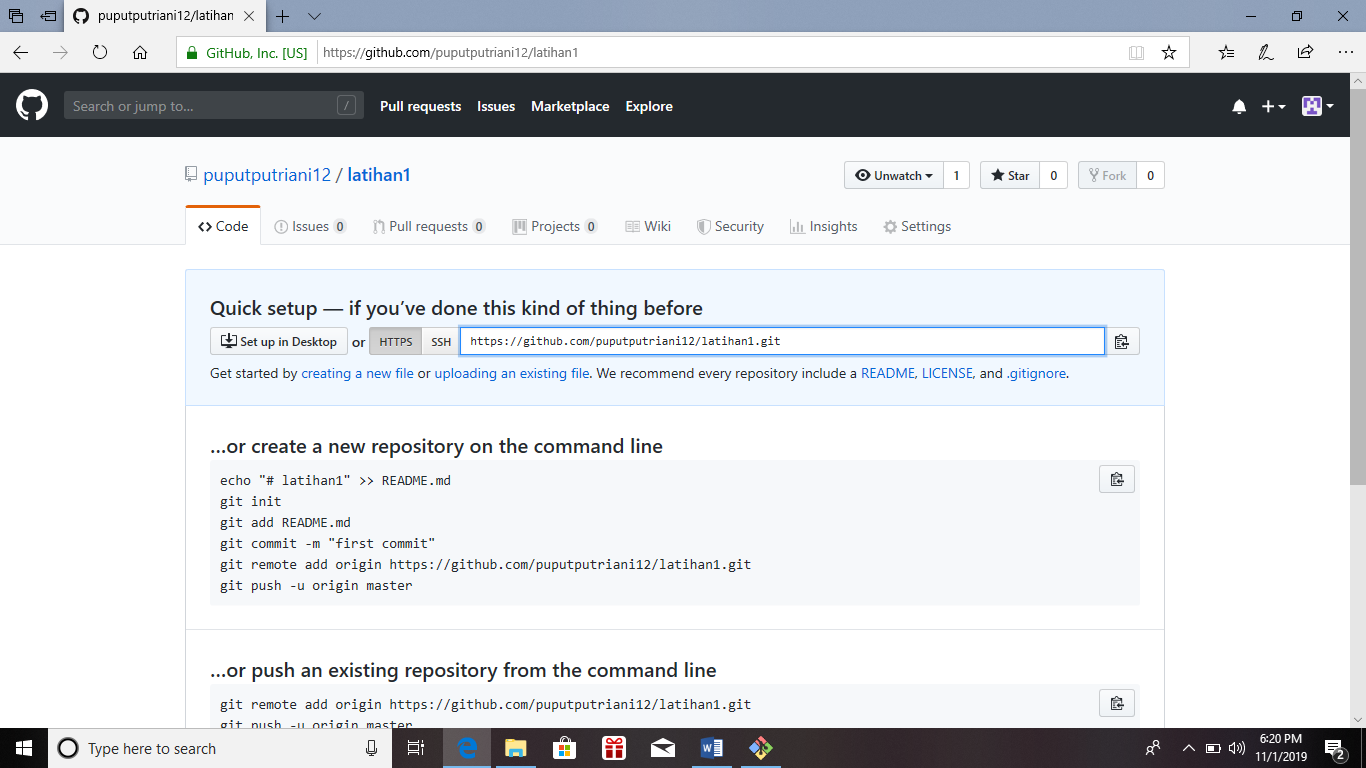 puputputriani12/latihan
GitHub, Inc. [US] https://github.com/puputputriani12/latihan1
Search or jump to... / Pull requests Issues Marketplace Explore
puputputriani12 / latihan1
Unwatch 1 Star 0 Fork 0
Code Issues 0 Pull requests 0 Projects 0 Wiki Security Insights Settings
Quick setup — if you’ve done this kind of thing before
Set up in Desktop or HTTPS SSH https://github.com/puputputriani12/latihan1.git
Get started by creating a new file or uploading an existing file. We recommend every repository include a README, LICENSE, and .gitignore.
…or create a new repository on the command line
echo "# latihan1" >> README.md
git init
git add README.md
git commit -m "first commit"
git remote add origin https://github.com/puputputriani12/latihan1.git
git push -u origin master
…or push an existing repository from the command line
git remote add origin https://github.com/puputputriani12/latihan1.git
git push -u origin master
Type here to search
6:20 PM
11/1/2019
2